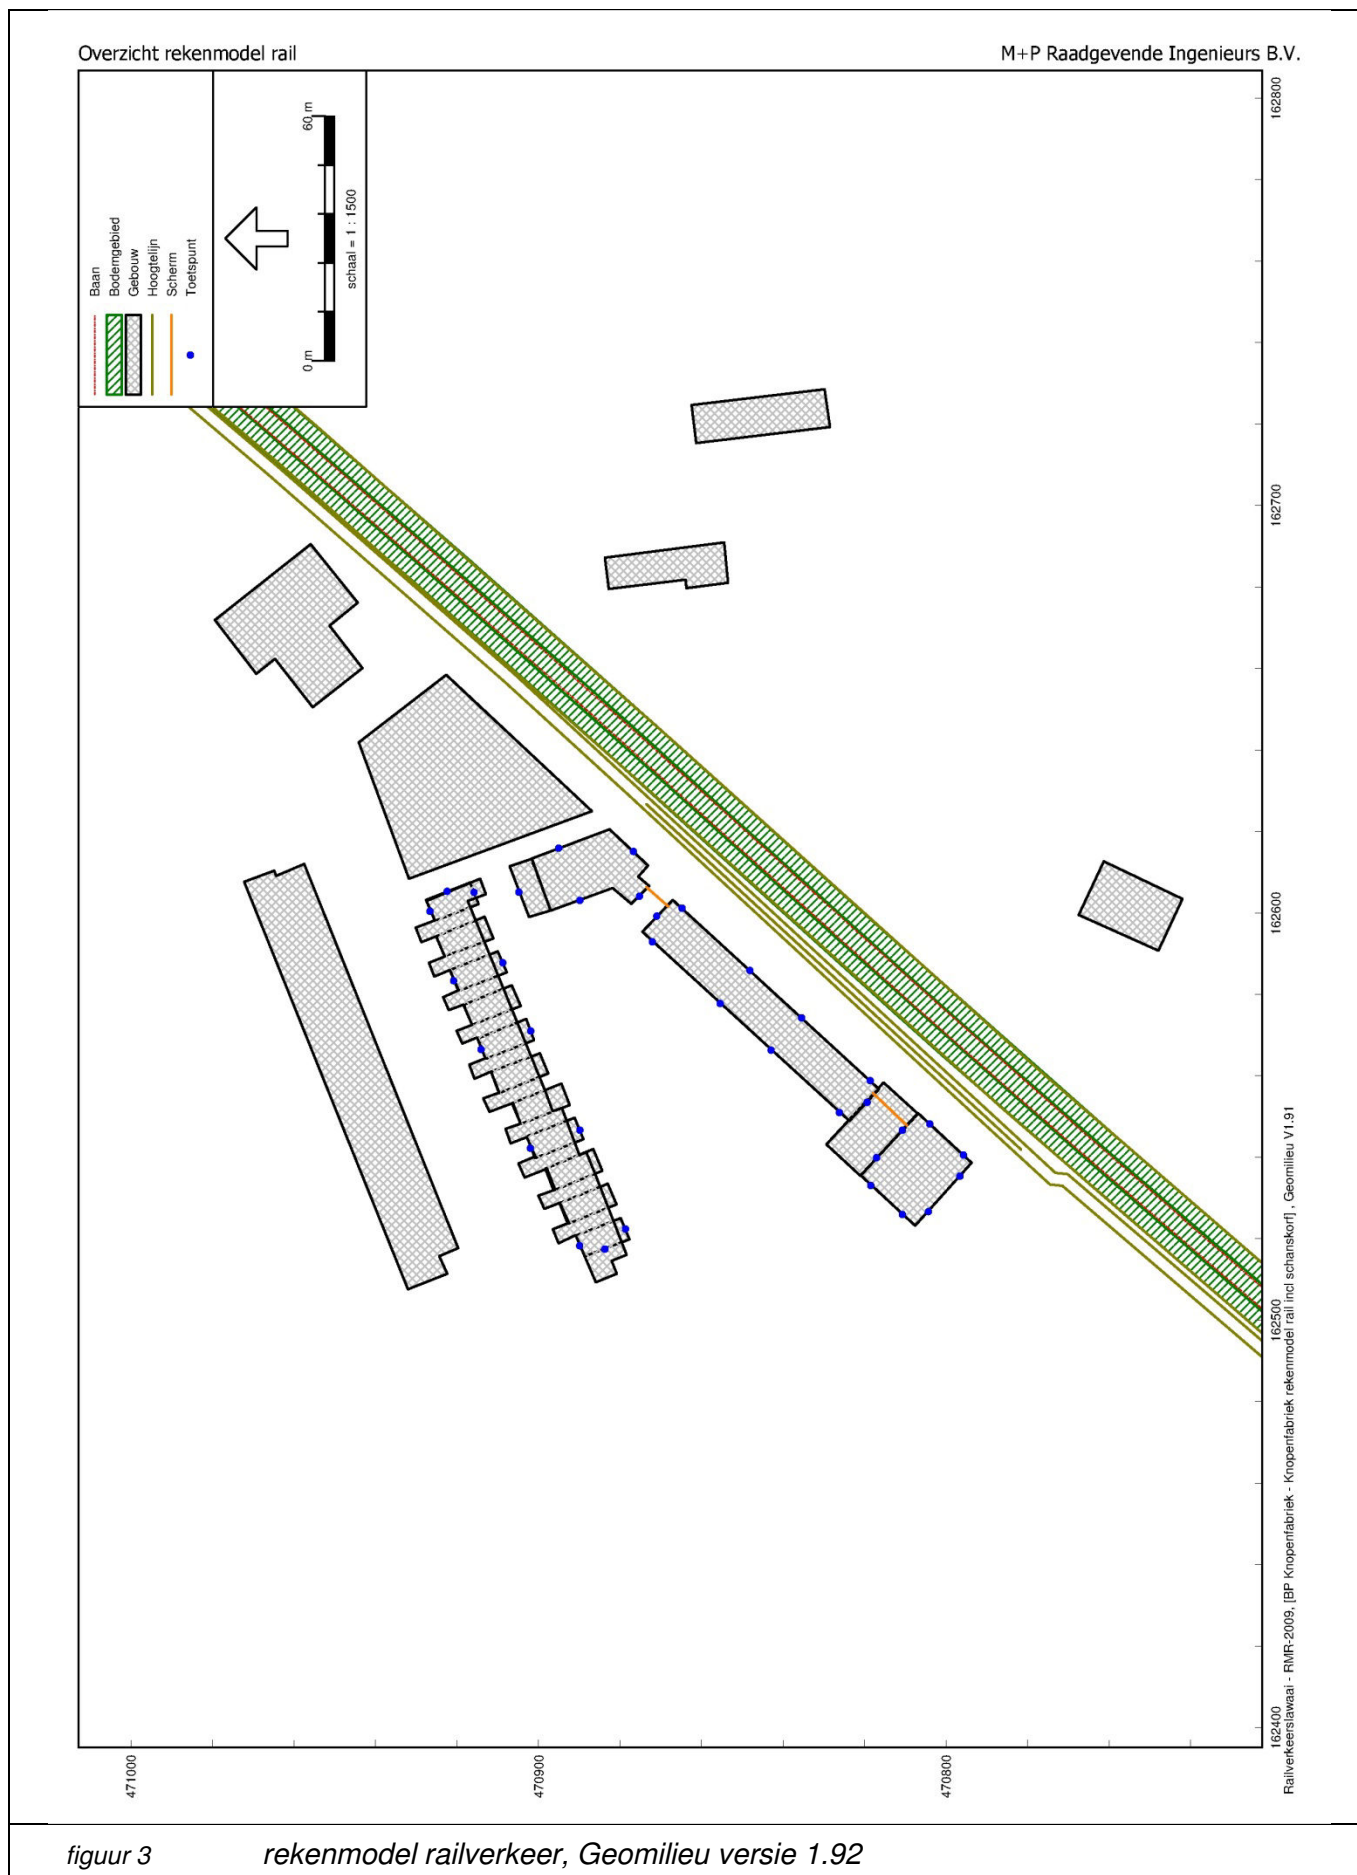 Overzicht rekenmodel rail
M+P Raadgevende Ingenieurs B.V.
Baan
Bodemgebied
Gebouw
Hoogtelijn
Scherm
Toetspunt
0 m
60 m
schaal = 1 : 1500
162800
162700
162600
162500
162400
471000
470900
470800
Railverkeerslawaai - RMR-2009, [BP Knopenfabriek - Knopenfabriek rekenmodel rail incl schanskorf] , Geomilieu V1.91
figuur 3 rekenmodel railverkeer, Geomilieu versie 1.92